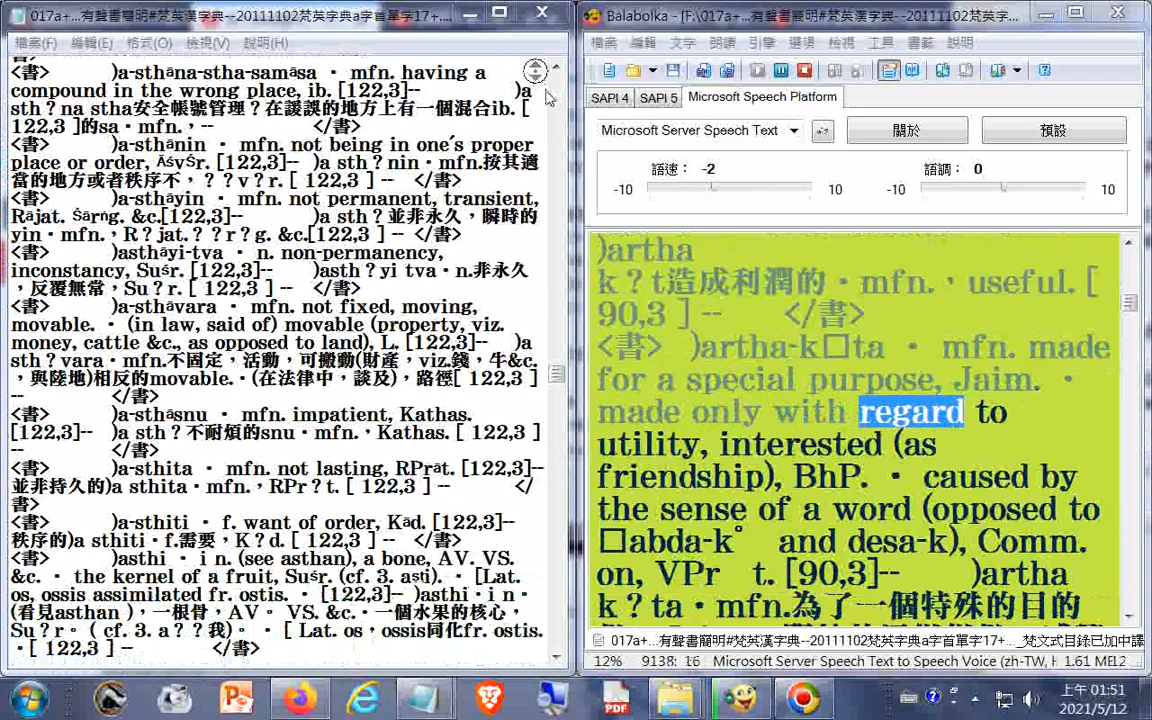 017a+...有聲書簡明#梵英漢字典--20111102梵英字典a字首單字17+...
檔案(F) 編輯(E) 格式(O) 檢視(V) 說明(H)
<書> )a-sthāna-stha-samāsa · mfn. having a
compound in the wrong place, ib. [122,3]-- )a
sth？na stha安全帳號管理？在謾誤的地方上有一個混合ib. [
122,3 ]的sa·mfn.，-- </書>
<書> )a-sthānin · mfn. not being in one's proper
place or order, ĀśvŚr. [122,3]-- )a sth？nin·mfn.按其適
當的地方或者秩序不，？？v？r. [ 122,3 ] -- </書>
<書> )a-sthāyin · mfn. not permanent, transient,
Rājat. Śārṅg. &c.[122,3]-- )a sth？並非永久，瞬時的
yin·mfn.，R？jat.？？r？g. &c.[122,3 ] -- </書>
<書> )asthāyi-tva · n. non-permanency,
inconstancy, Suśr. [122,3]-- )asth？yi tva·n.非永久
，反覆無常，Su？r. [ 122,3 ] -- </書>
<書> )a-sthāvara · mfn. not fixed, moving,
movable. · (in law, said of) movable (property, viz.
money, cattle &c., as opposed to land), L. [122,3]-- )a
sth？vara·mfn.不固定，活動，可搬動(財產，viz.錢，牛&c.
，與陸地)相反的movable.·(在法律中，談及)，路徑[ 122,3 ]
-- </書>
<書> )a-sthāsnu · mfn. impatient, Kathas.
[122,3]-- )a sth？不耐煩的snu·mfn.，Kathas. [ 122,3 ]
-- </書>
<書> )a-sthita · mfn. not lasting, RPrāt. [122,3]--
並非持久的)a sthita·mfn.，RPr？t. [ 122,3 ] -- </
書>
<書> )a-sthiti · f. want of order, Kād. [122,3]--
秩序的)a sthiti·f.需要，K？d. [ 122,3 ] -- </書>
<書> )asthi · i n. (see asthan), a bone, AV. VS.
&c. · the kernel of a fruit, Suśr. (cf. 3. aṣṭi). · [Lat.
os, ossis assimilated fr. ostis. · [122,3]-- )asthi·i n·
(看見asthan )，一根骨，AV。 VS. &c.·一個水果的核心，
Su？r。( cf. 3. a？？我)。·[ Lat. os，ossis同化fr. ostis.
·[ 122,3 ] -- </書>
Balabolka - [F:\017a+...有聲書簡明#梵英漢字典--20111102梵英字...
檔案 編輯 文字 朗讀 引擎 選項 檢視 工具 書籤 說明
SAPI 4 SAPI 5 Microsoft Speech Platform
Microsoft Server Speech Text 關於 預設
語速： -2 語調： 0
-10 10 -10 10
)artha
k？t造成利潤的·mfn.，useful. [
90,3 ] -- </書>
<書> )artha-k□ta · mfn. made
for a special purpose, Jaim. ·
made only with regard to
utility, interested (as
friendship), BhP. · caused by
the sense of a word (opposed to
□abda-k° and desa-k), Comm.
on, VPr t. [90,3]-- )artha
k？ta·mfn.為了一個特殊的目的
017a+...有聲書簡明#梵英漢字典--20111102梵英字典a字首單字17+..._梵文式目錄已加中譯
12% 9138: 16 Microsoft Server Speech Text to Speech Voice (zh-TW, H 1.61 MB
上午 01:51
2021/5/12